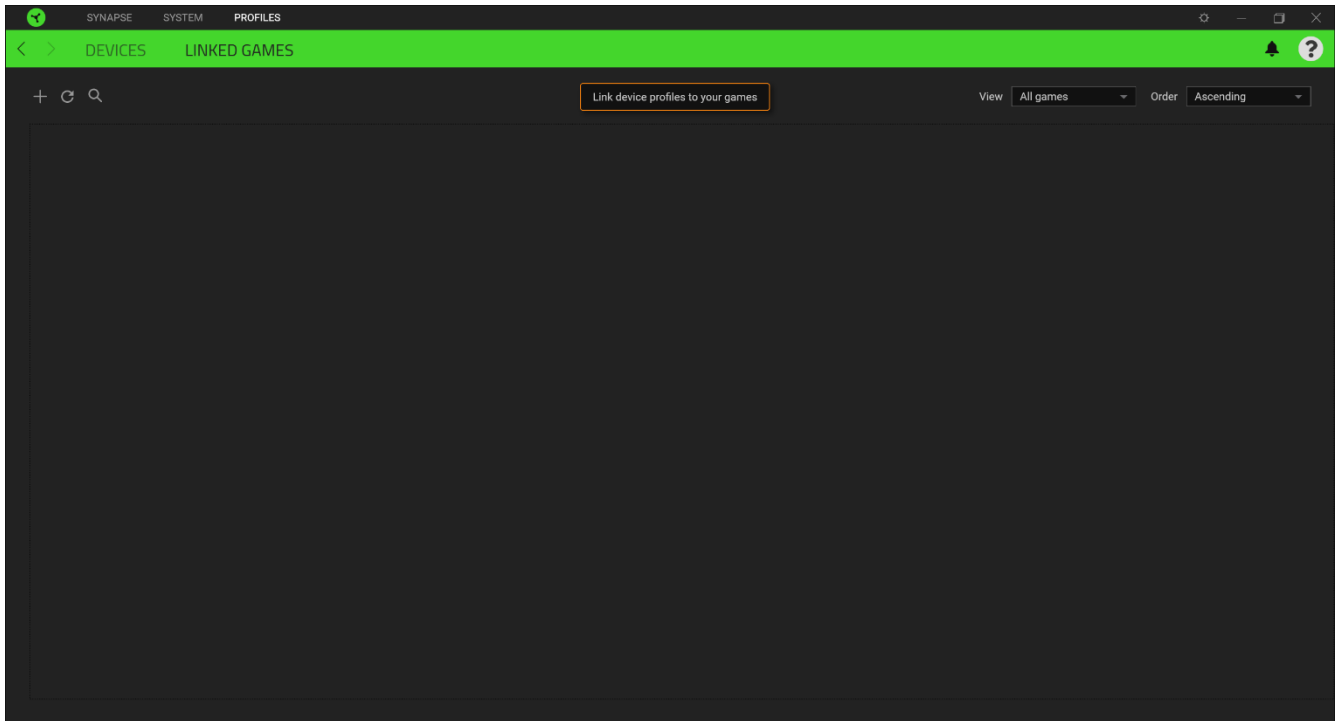 SYNAPSE SYSTEM PROFILES
DEVICES LINKED GAMES ?
Link device profiles to your games View All games Order Ascending